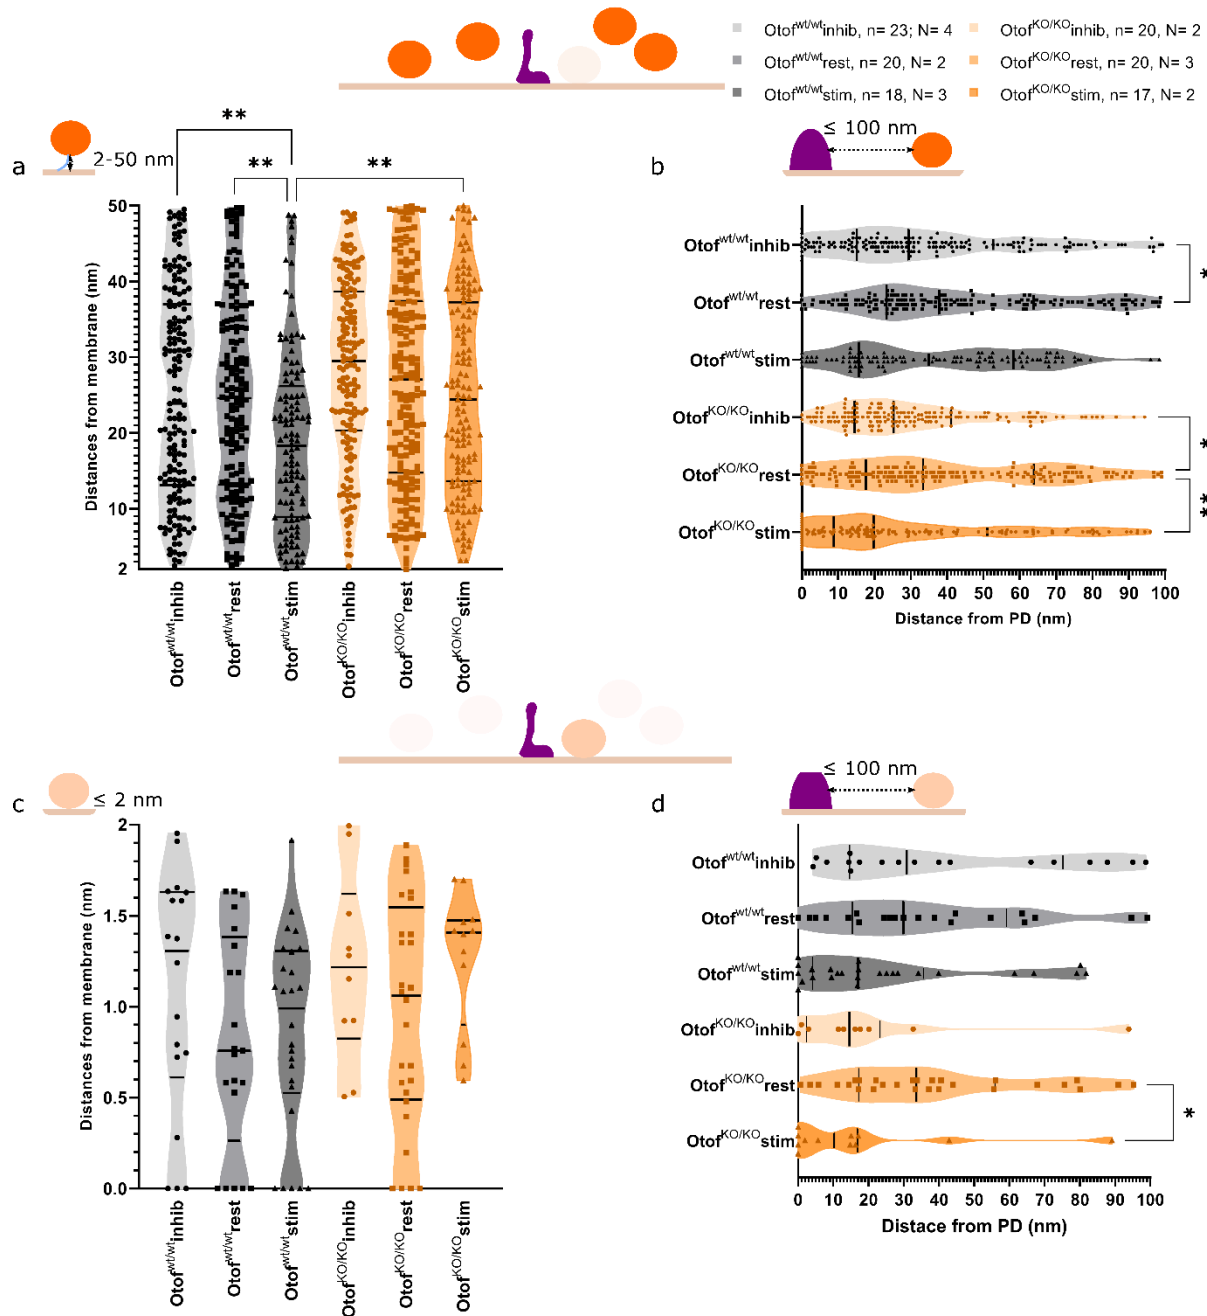 Otof^wt/wt inhib, n= 23; N= 4
Otof^KO/KO inhib, n= 20, N= 2
Otof^wt/wt rest, n= 20, N= 2
Otof^KO/KO rest, n= 20, N= 3
Otof^wt/wt stim, n= 18, N= 3
Otof^KO/KO stim, n= 17, N= 2
a
2-50 nm
**
**
**
Distances from membrane (nm)
50
40
30
20
10
2
Otof^wt/wt inhib
Otof^wt/wt rest
Otof^wt/wt stim
Otof^KO/KO inhib
Otof^KO/KO rest
Otof^KO/KO stim
b
≤ 100 nm
Otof^wt/wt inhib
Otof^wt/wt rest
Otof^wt/wt stim
Otof^KO/KO inhib
Otof^KO/KO rest
Otof^KO/KO stim
*
*
**
0 10 20 30 40 50 60 70 80 90 100
Distance from PD (nm)
c
≤ 2 nm
Distances from membrane (nm)
2
1.5
1.0
0.5
0.0
Otof^wt/wt inhib
Otof^wt/wt rest
Otof^wt/wt stim
Otof^KO/KO inhib
Otof^KO/KO rest
Otof^KO/KO stim
d
≤ 100 nm
Otof^wt/wt inhib
Otof^wt/wt rest
Otof^wt/wt stim
Otof^KO/KO inhib
Otof^KO/KO rest
Otof^KO/KO stim
*
0 10 20 30 40 50 60 70 80 90 100
Distace from PD (nm)